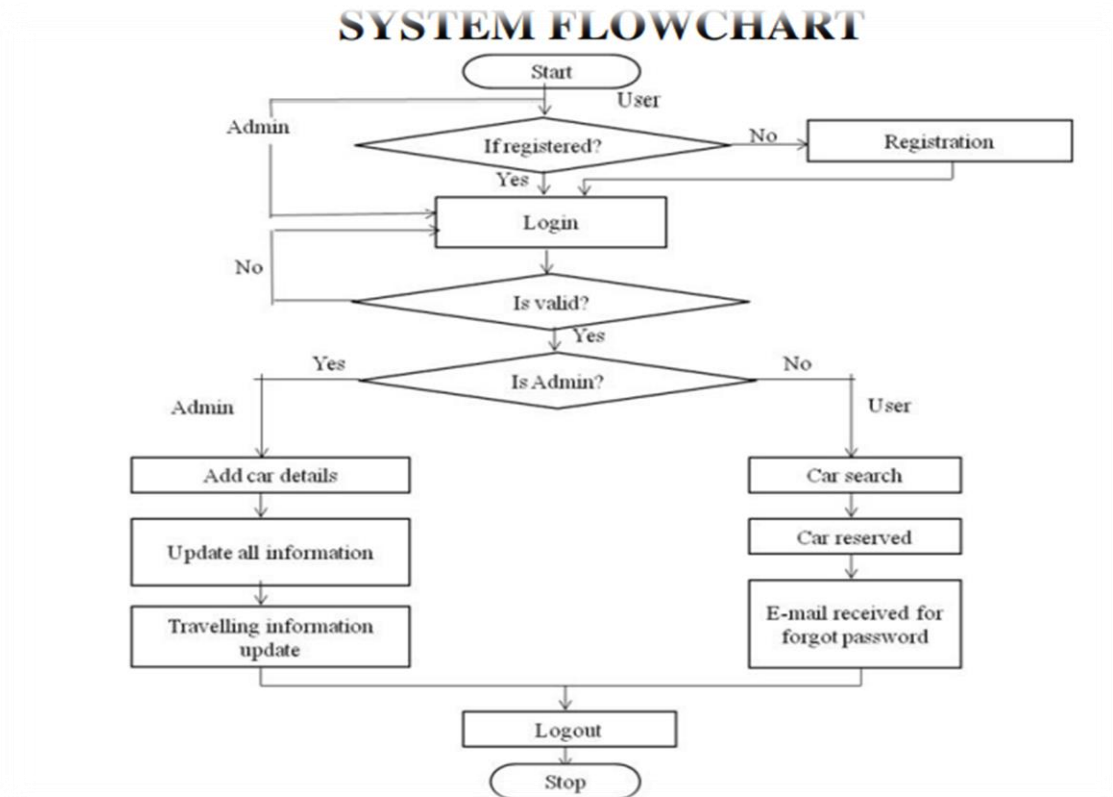 SYSTEM FLOWCHART
Start
User
Admin
If registered?
No
Registration
Yes
Login
No
Is valid?
Yes
Yes
Is Admin?
No
Admin
User
Add car details
Car search
Update all information
Car reserved
Travelling information
update
E-mail received for
forgot password
Logout
Stop